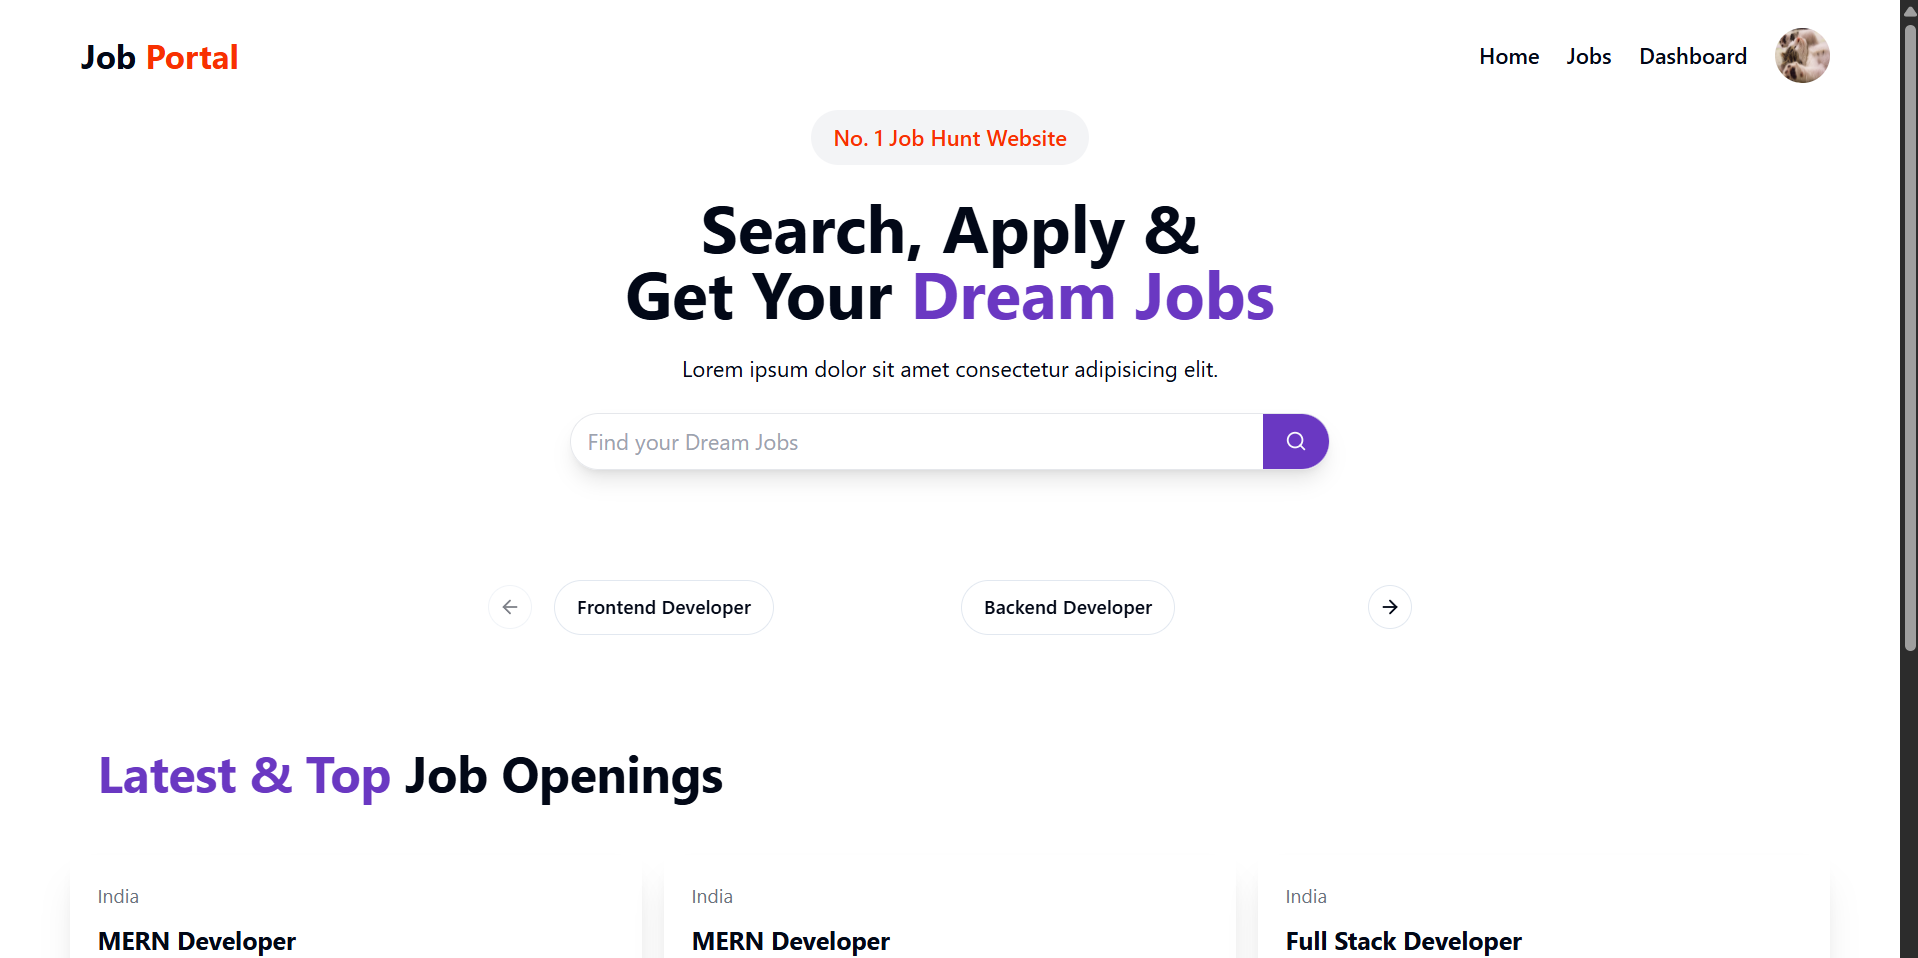 Job Portal
Home
Jobs
Dashboard
No. 1 Job Hunt Website
Search, Apply &
Get Your Dream Jobs
Lorem ipsum dolor sit amet consectetur adipisicing elit.
Find your Dream Jobs
Frontend Developer
Backend Developer
Latest & Top Job Openings
India
MERN Developer
India
MERN Developer
India
Full Stack Developer